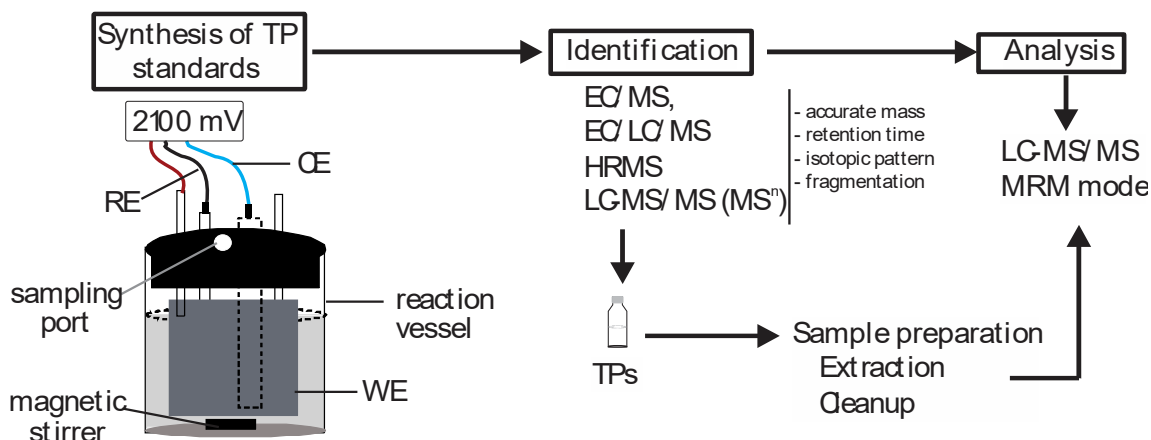 Synthesis of TP
standards
2100 mV
CE
RE
sampling
port
reaction
vessel
WE
magnetic
stirrer
Identification
EC/MS,
EC/LC/MS
HRMS
LC-MS/MS (MSⁿ)
- accurate mass
- retention time
- isotopic pattern
- fragmentation
TPs
Sample preparation
Extraction
Cleanup
Analysis
LC-MS/MS
MRM mode